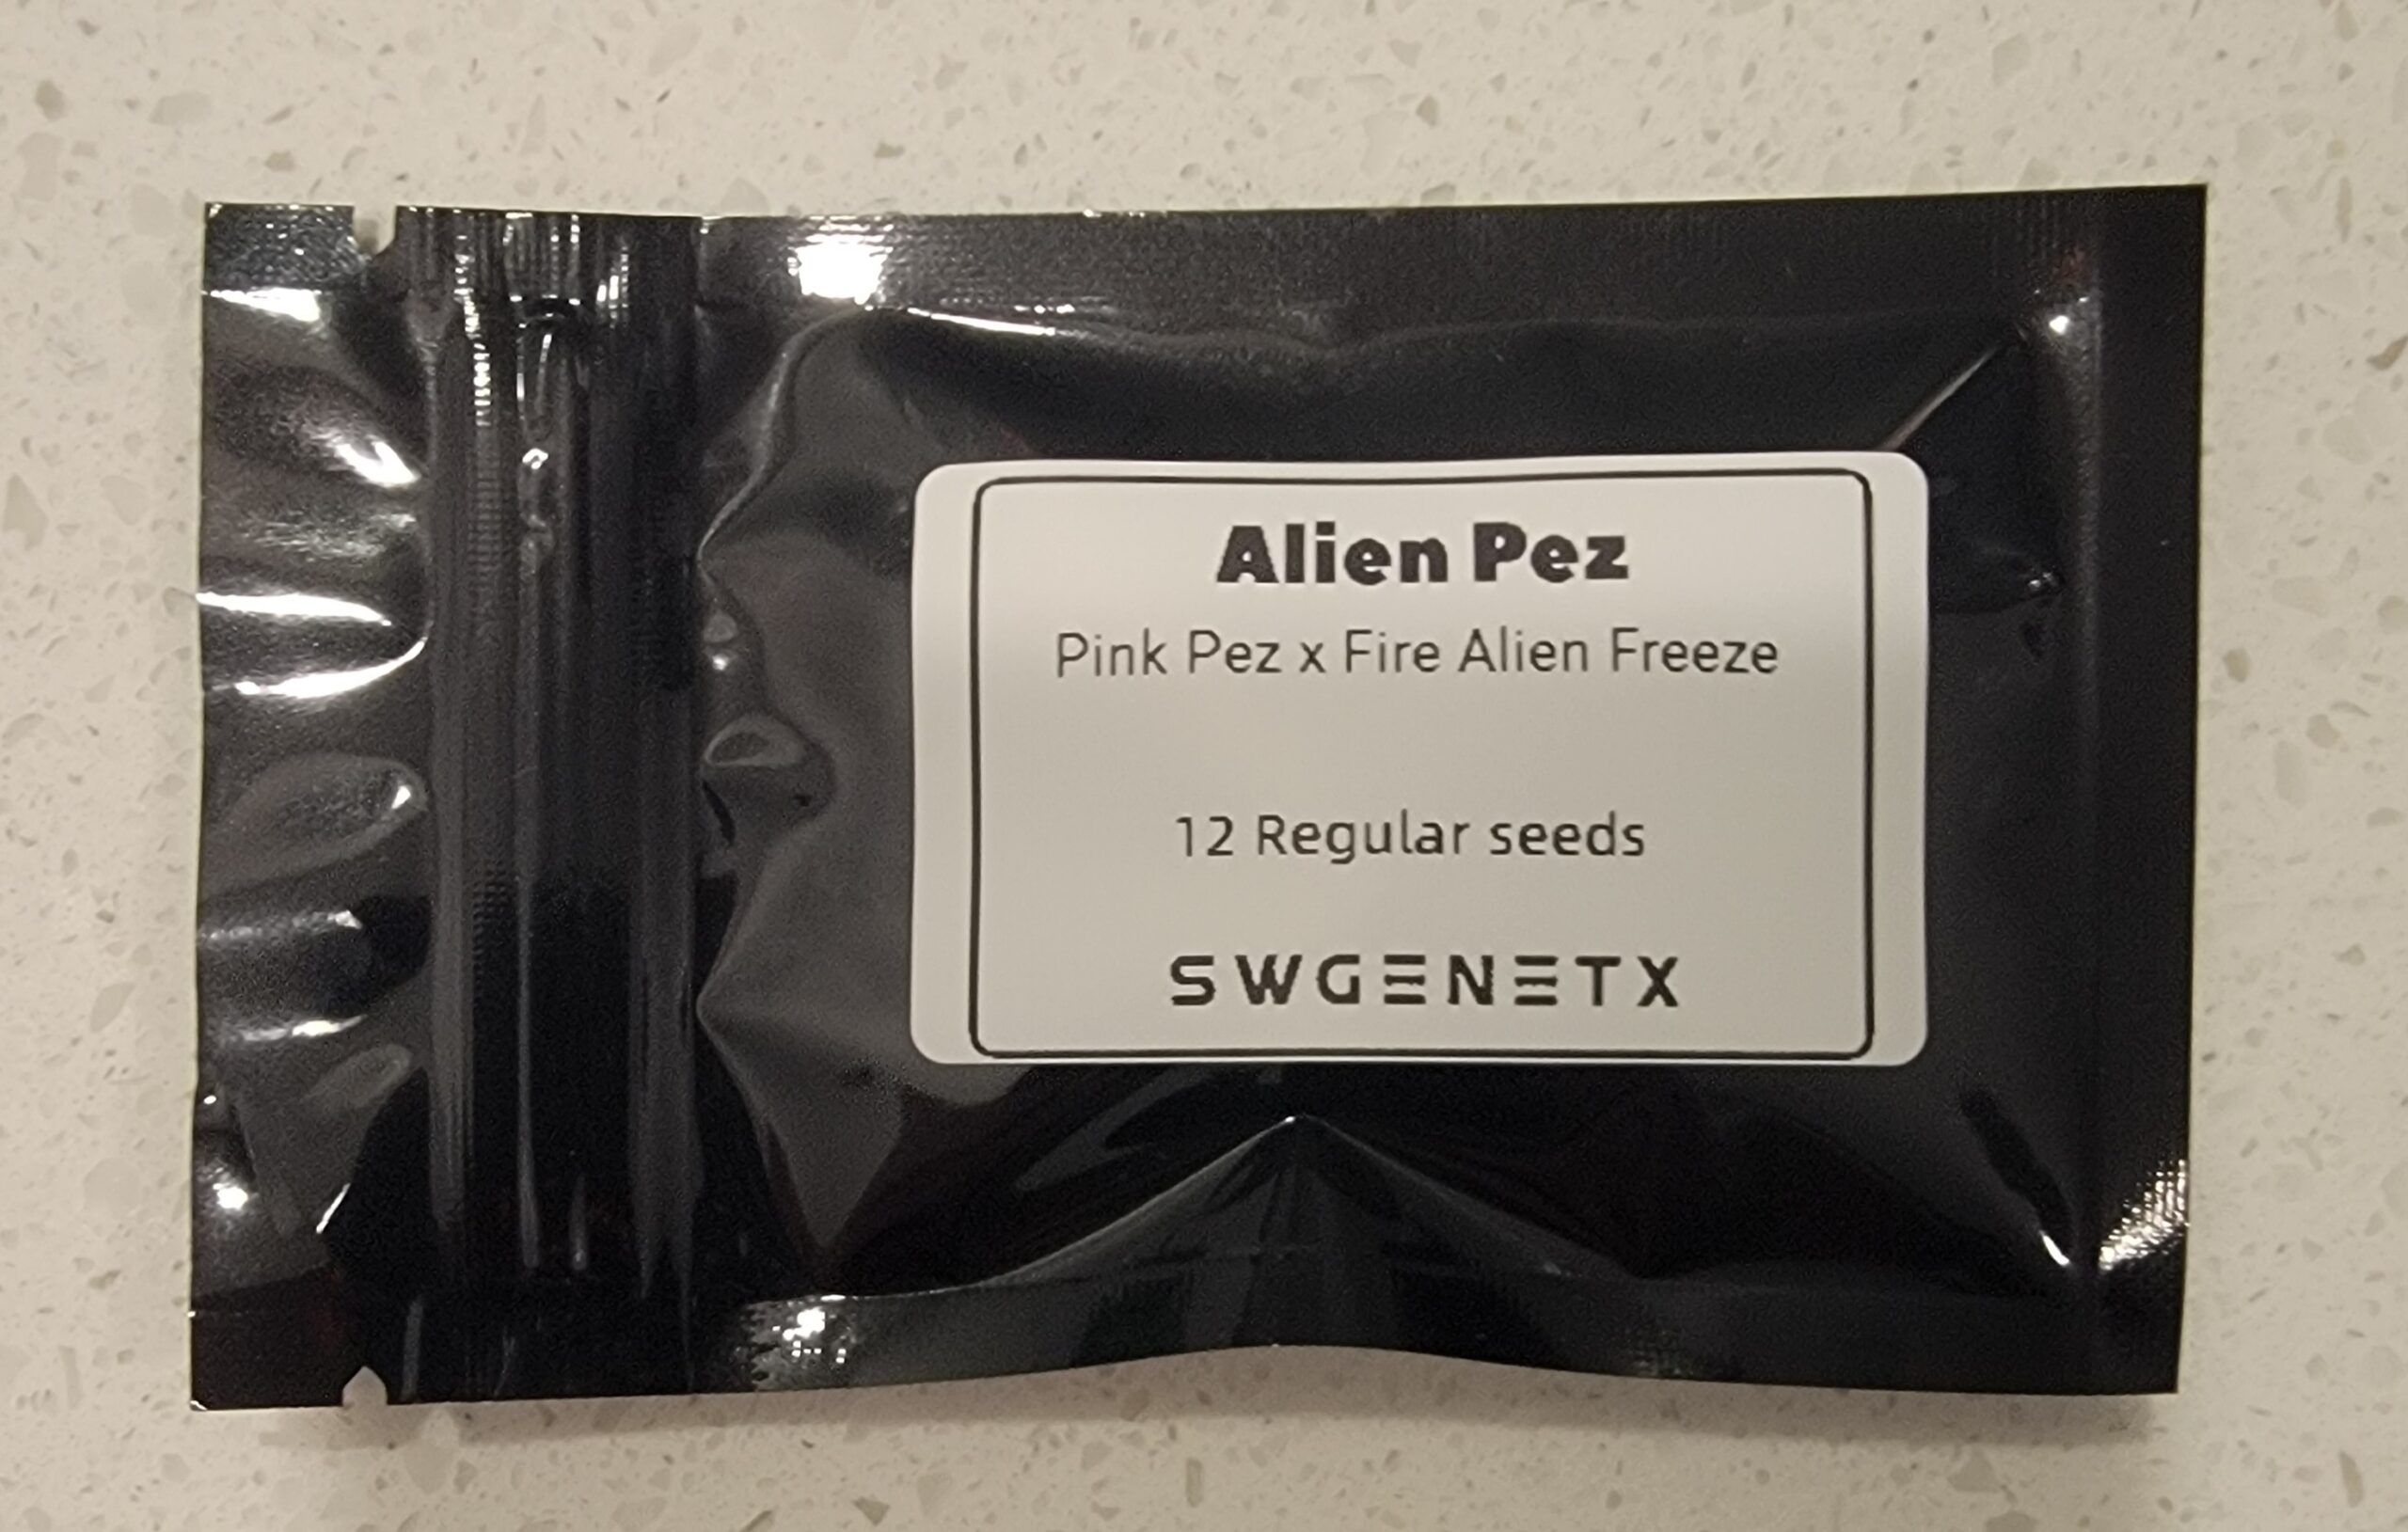 Alien Pez
Pink Pez x Fire Alien Freeze
12 Regular seeds
SWGENETX